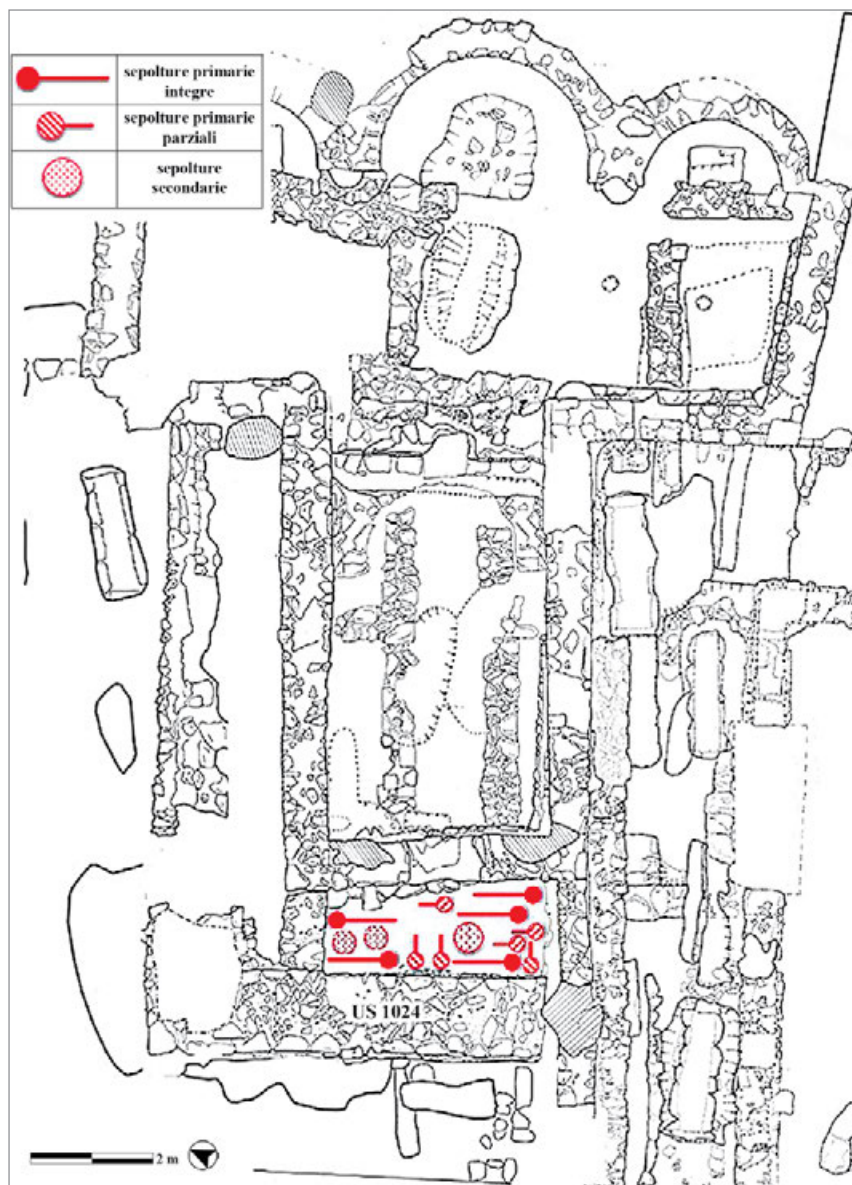 sepolture primarie
integre
sepolture primarie
parziali
sepolture
secondarie
US 1024
2 m